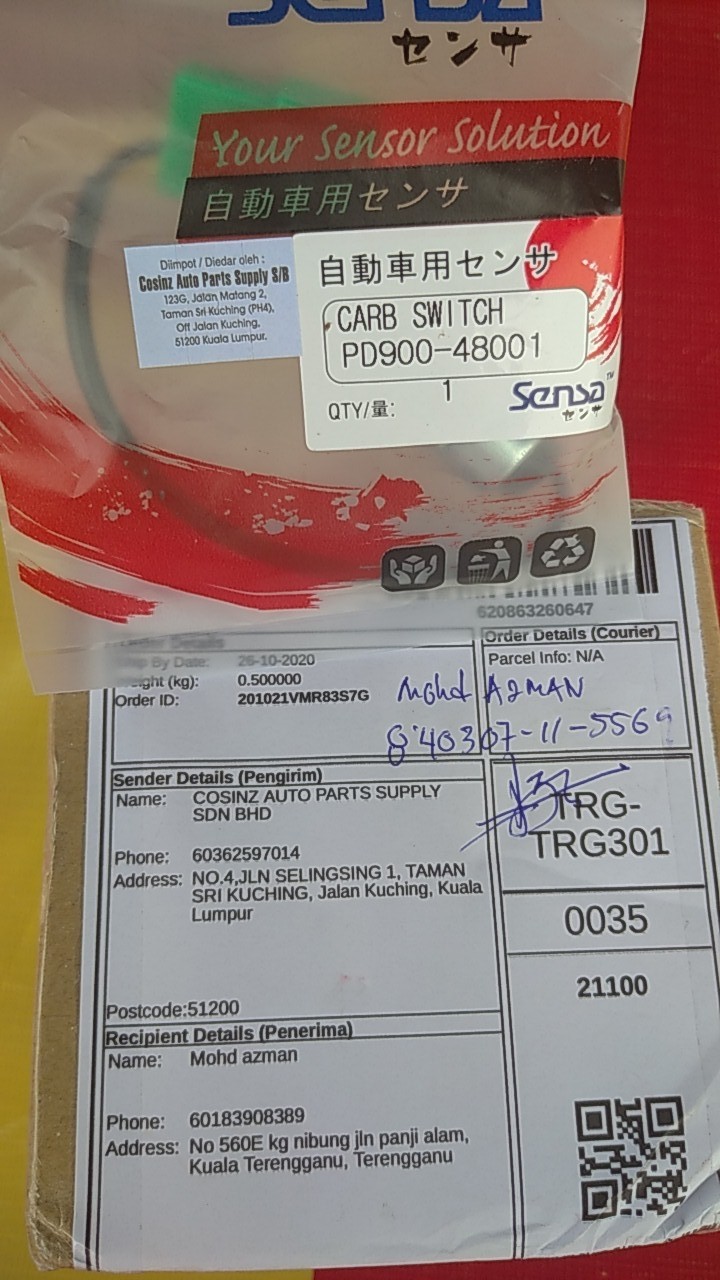 Sensa
センサ
Your Sensor Solution
自動車用センサ
Diimpot / Diedar oleh :
Cosinz Auto Parts Supply S/B
123G, Jalan Matang 2,
Taman Sri Kuching (PH4),
Off Jalan Kuching,
51200 Kuala Lumpur.
自動車用センサ
CARB SWITCH
PD900-48001
QTY/量: 1
Sensa™
センサ
620863260647
Order Details
Ship By Date: 26-10-2020
Weight (kg): 0.500000
Order ID: 201021VMR83S7G
Order Details (Courier)
Parcel Info: N/A
Mohd AZMAN
840307-11-5569
Sender Details (Pengirim)
Name: COSINZ AUTO PARTS SUPPLY
SDN BHD
Phone: 60362597014
Address: NO.4,JLN SELINGSING 1, TAMAN
SRI KUCHING, Jalan Kuching, Kuala
Lumpur
Postcode:51200
TRG-
TRG301
0035
21100
Recipient Details (Penerima)
Name: Mohd azman
Phone: 60183908389
Address: No 560E kg nibung jln panji alam,
Kuala Terengganu, Terengganu